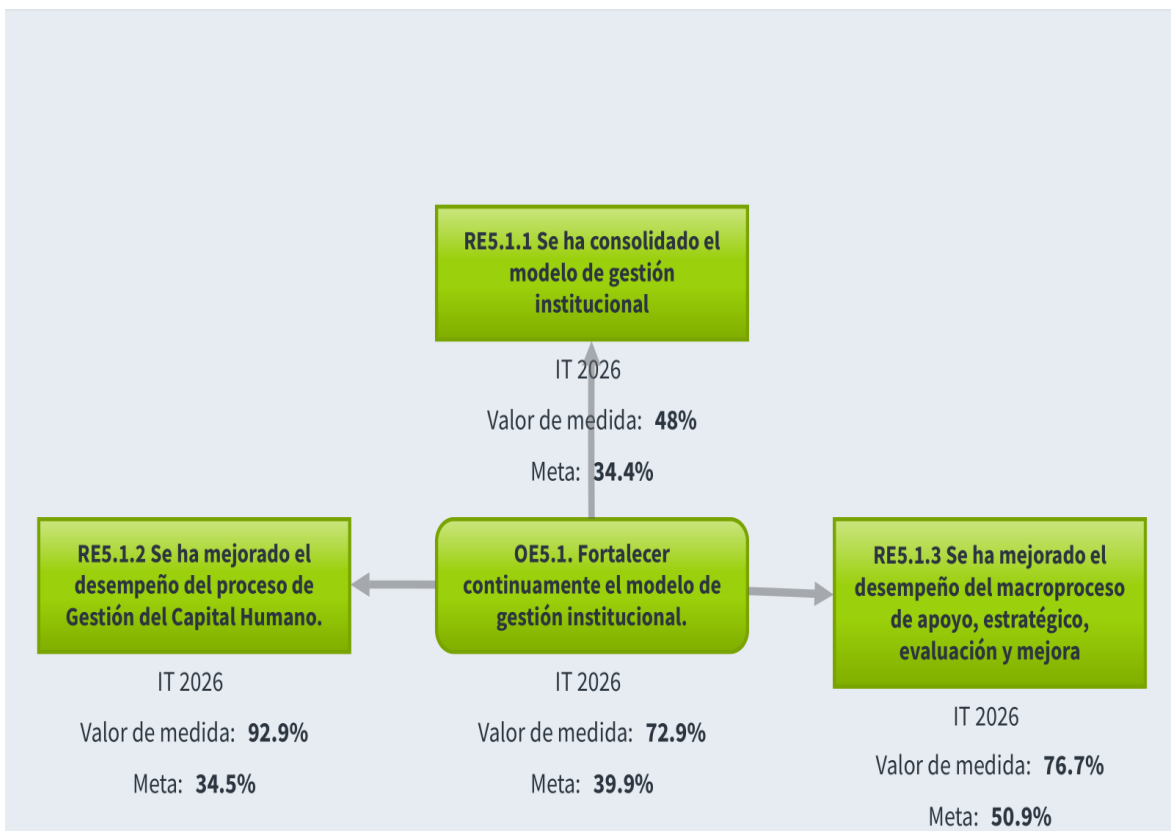 RE5.1.1 Se ha consolidado el
modelo de gestión
institucional
IT 2026
Valor de medida: 48%
Meta: 34.4%
RE5.1.2 Se ha mejorado el
desempeño del proceso de
Gestión del Capital Humano.
IT 2026
Valor de medida: 92.9%
Meta: 34.5%
OE5.1. Fortalecer
continuamente el modelo de
gestión institucional.
IT 2026
Valor de medida: 72.9%
Meta: 39.9%
RE5.1.3 Se ha mejorado el
desempeño del macroproceso
de apoyo, estratégico,
evaluación y mejora
IT 2026
Valor de medida: 76.7%
Meta: 50.9%